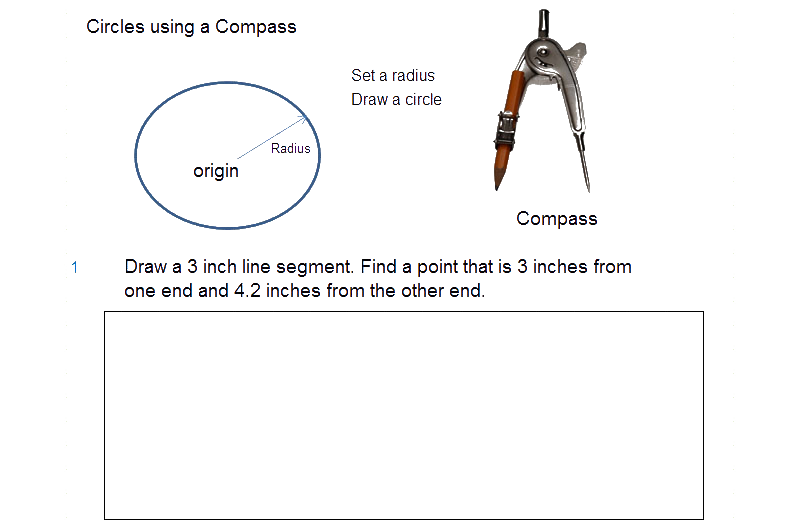 Circles using a Compass
Set a radius
Draw a circle
Radius
origin
Compass
1 Draw a 3 inch line segment. Find a point that is 3 inches from
one end and 4.2 inches from the other end.